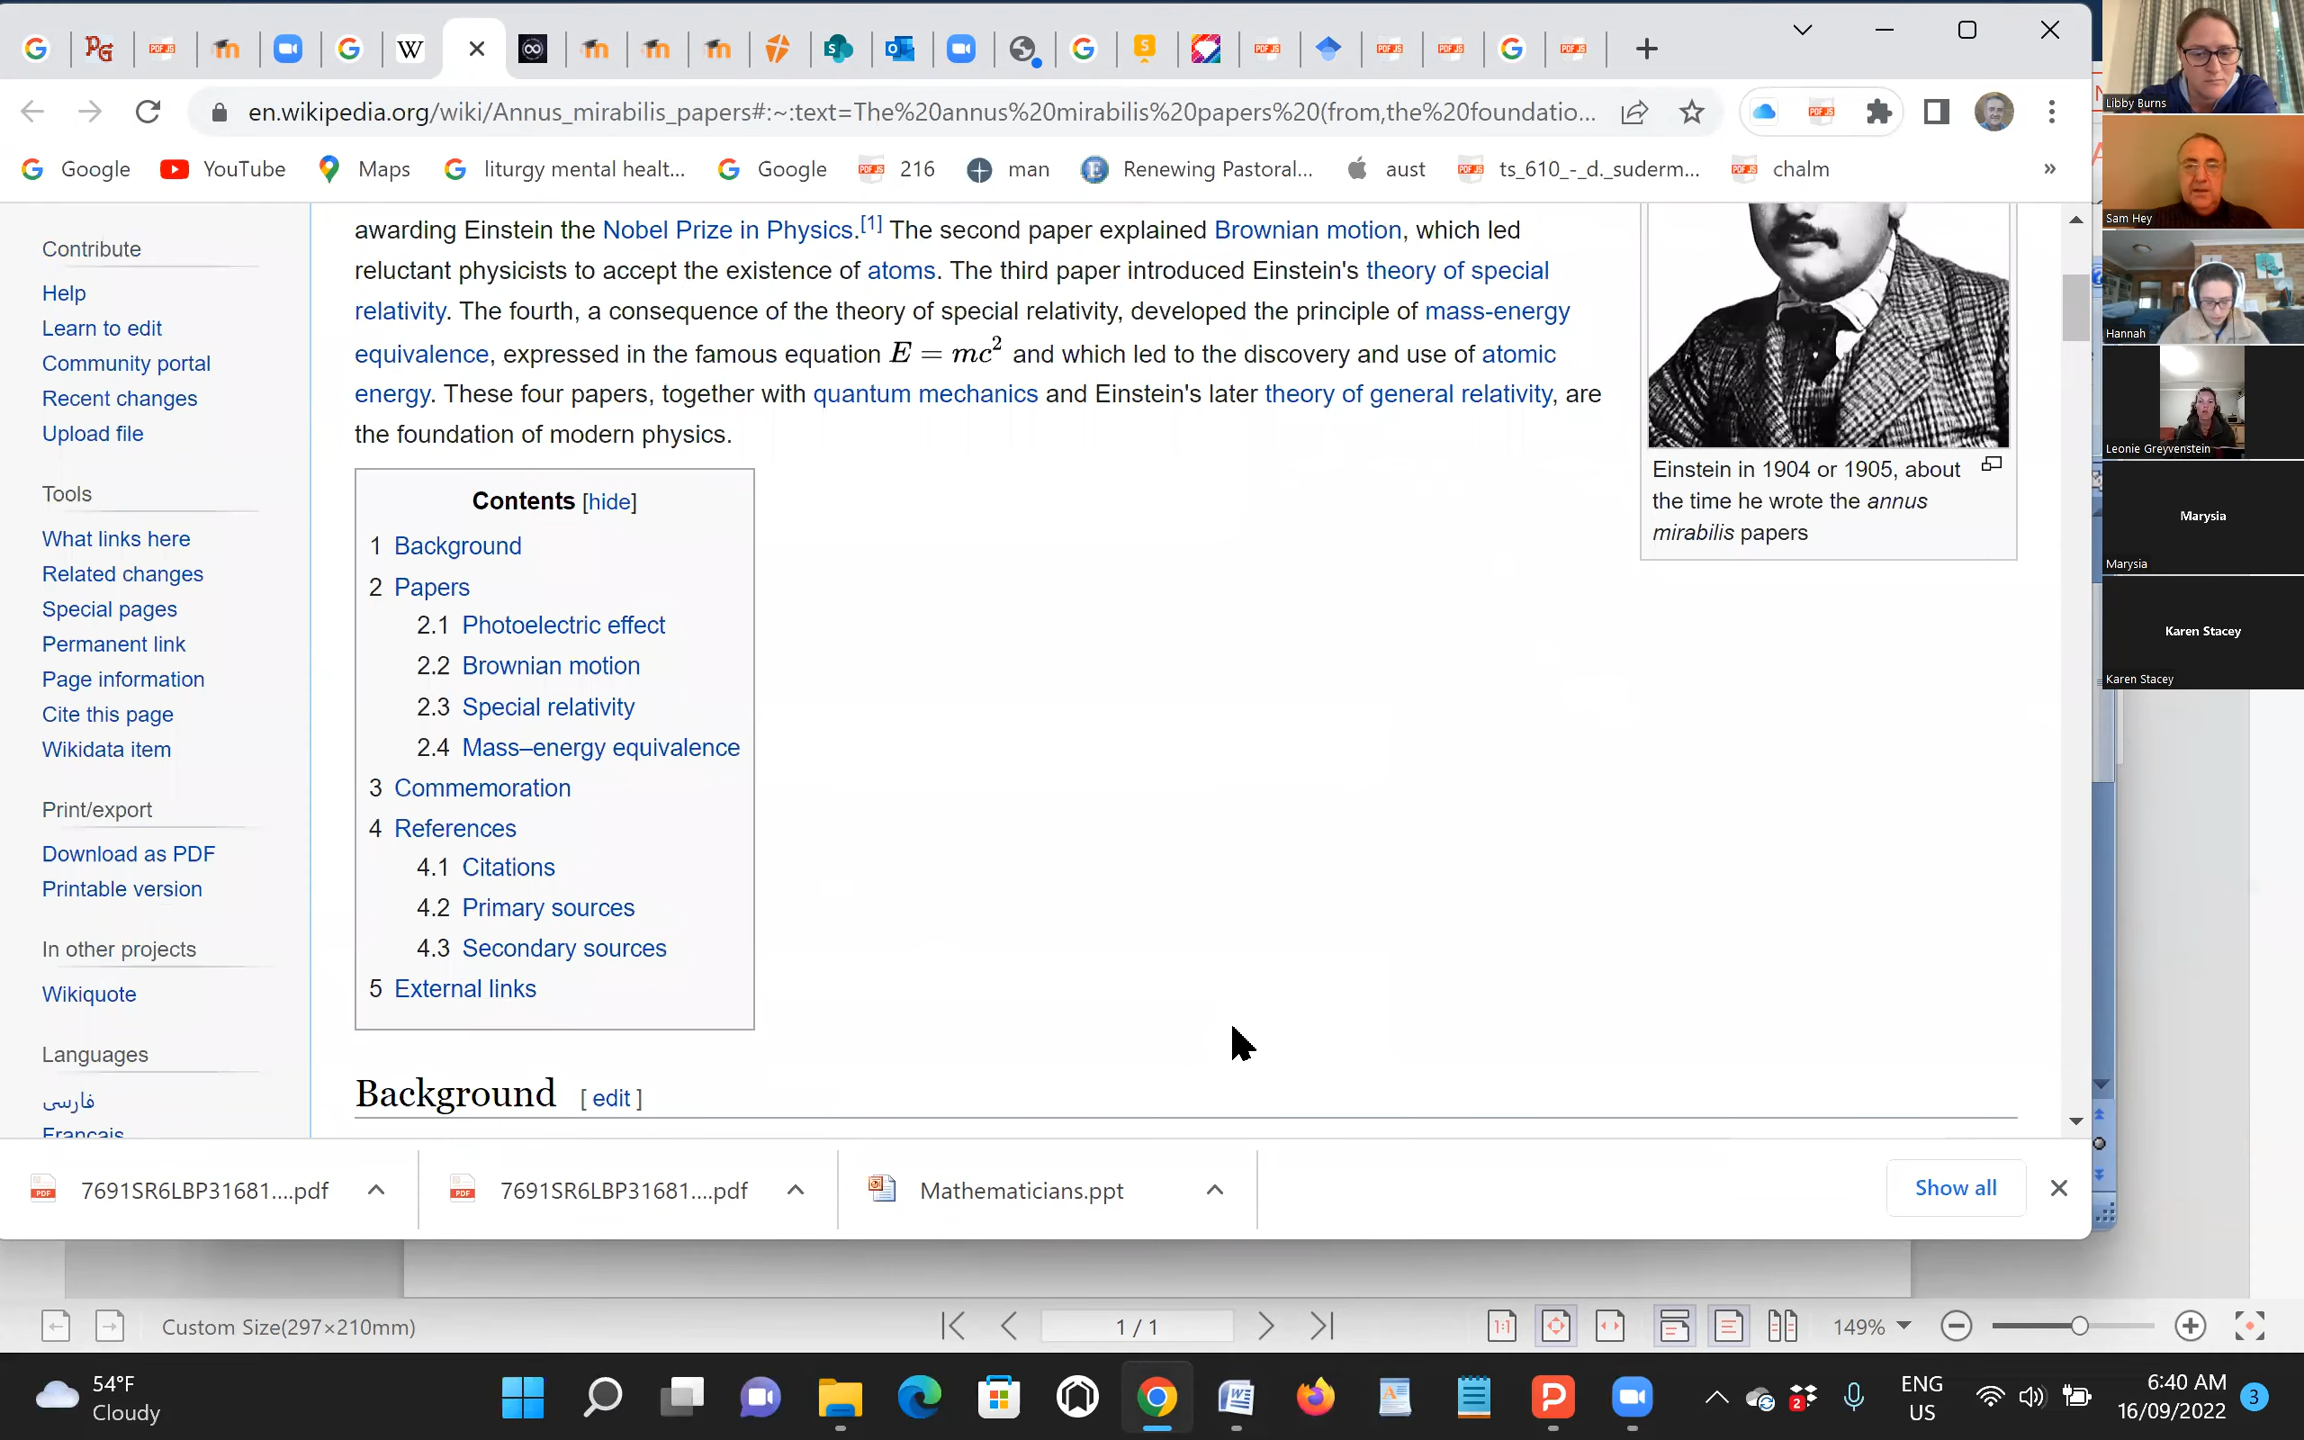 en.wikipedia.org/wiki/Annus_mirabilis_papers#:~:text=The%20annus%20mirabilis%20papers%20(from,the%20foundatio...
Google
YouTube
Maps
liturgy mental healt...
Google
216
man
Renewing Pastoral...
aust
ts_610_-_d._suderm...
chalm
»
Contribute
Help
Learn to edit
Community portal
Recent changes
Upload file
Tools
What links here
Related changes
Special pages
Permanent link
Page information
Cite this page
Wikidata item
Print/export
Download as PDF
Printable version
In other projects
Wikiquote
Languages
فارسی
Français
awarding Einstein the Nobel Prize in Physics.[1] The second paper explained Brownian motion, which led
reluctant physicists to accept the existence of atoms. The third paper introduced Einstein's theory of special
relativity. The fourth, a consequence of the theory of special relativity, developed the principle of mass-energy
equivalence, expressed in the famous equation E = mc² and which led to the discovery and use of atomic
energy. These four papers, together with quantum mechanics and Einstein's later theory of general relativity, are
the foundation of modern physics.
Contents [hide]
1 Background
2 Papers
2.1 Photoelectric effect
2.2 Brownian motion
2.3 Special relativity
2.4 Mass–energy equivalence
3 Commemoration
4 References
4.1 Citations
4.2 Primary sources
4.3 Secondary sources
5 External links
Background [ edit ]
Einstein in 1904 or 1905, about
the time he wrote the annus
mirabilis papers
Libby Burns
Sam Hey
Hannah
Leonie Greyvenstein
Marysia
Marysia
Karen Stacey
Karen Stacey
7691SR6LBP31681....pdf
7691SR6LBP31681....pdf
Mathematicians.ppt
Show all
Custom Size(297×210mm)
1 / 1
1:1
149%
54°F
Cloudy
2
ENG
US
6:40 AM
16/09/2022
3